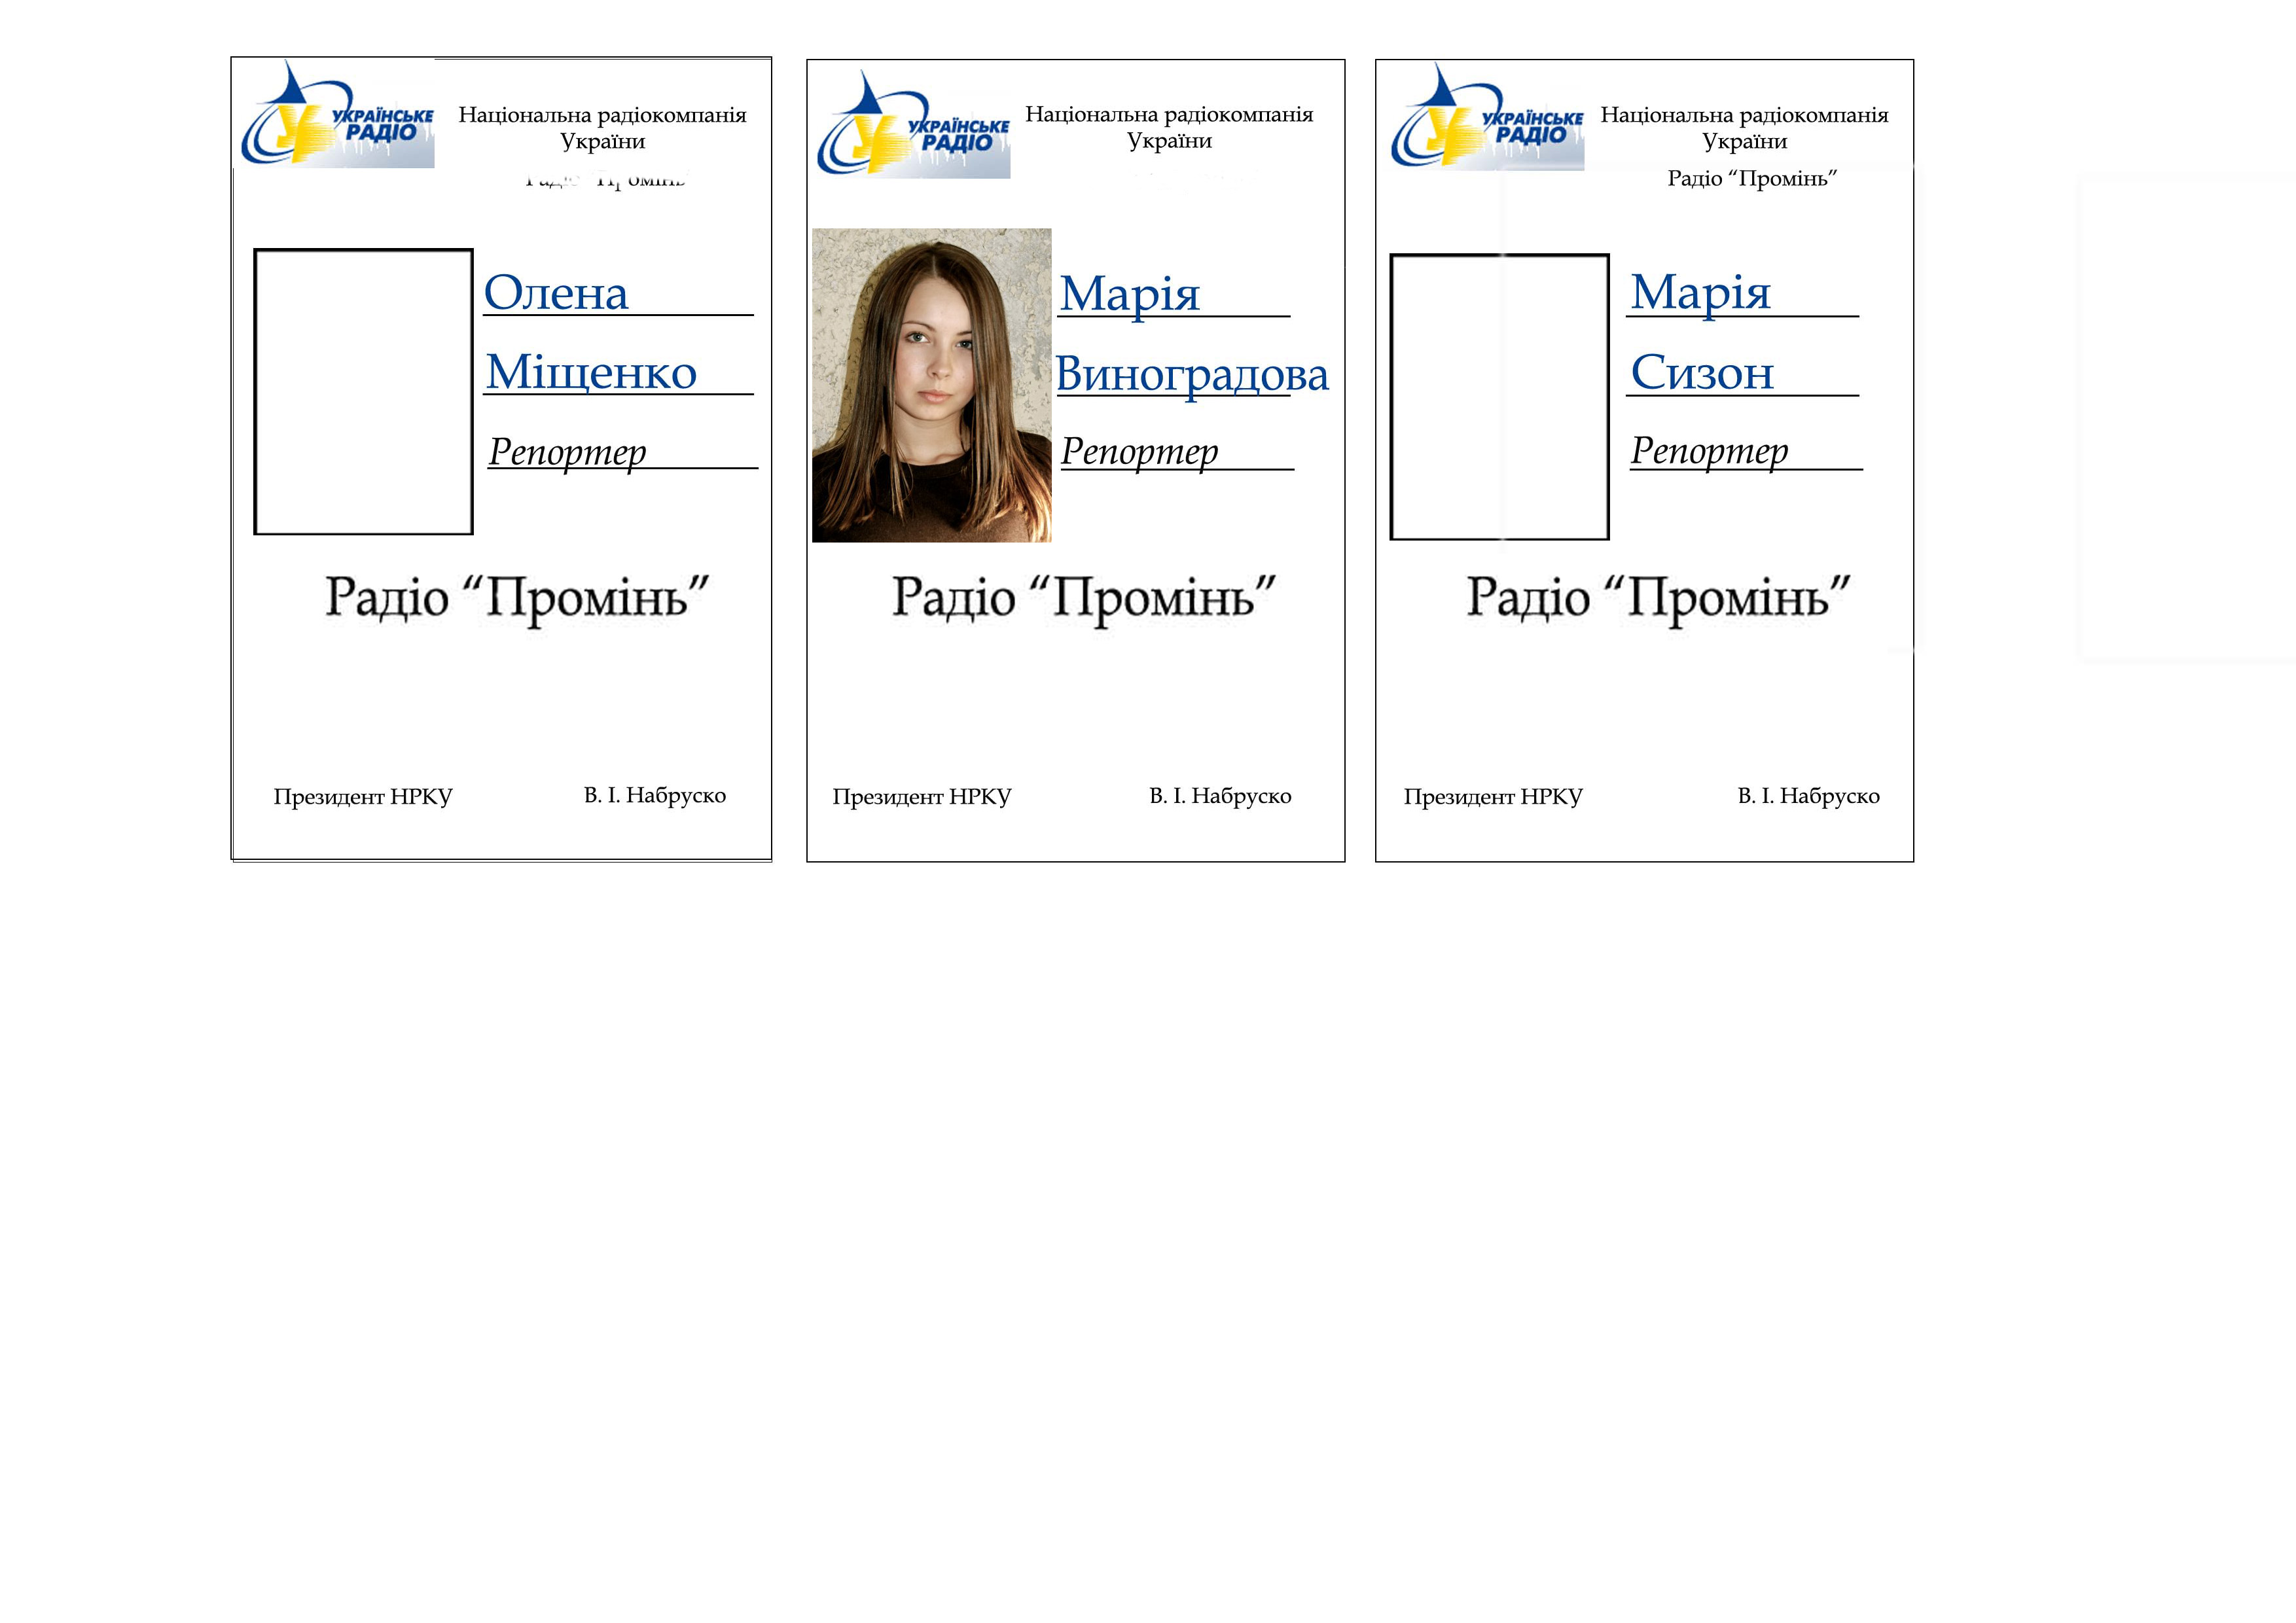 УКРАЇНСЬКЕ
РАДІО
Національна радіокомпанія
України
Радіо “Промінь”
Олена
Міщенко
Репортер
Радіо “Промінь”
Президент НРКУ
В. І. Набруско
УКРАЇНСЬКЕ
РАДІО
Національна радіокомпанія
України
Марія
Виноградова
Репортер
Радіо “Промінь”
Президент НРКУ
В. І. Набруско
УКРАЇНСЬКЕ
РАДІО
Національна радіокомпанія
України
Радіо “Промінь”
Марія
Сизон
Репортер
Радіо “Промінь”
Президент НРКУ
В. І. Набруско